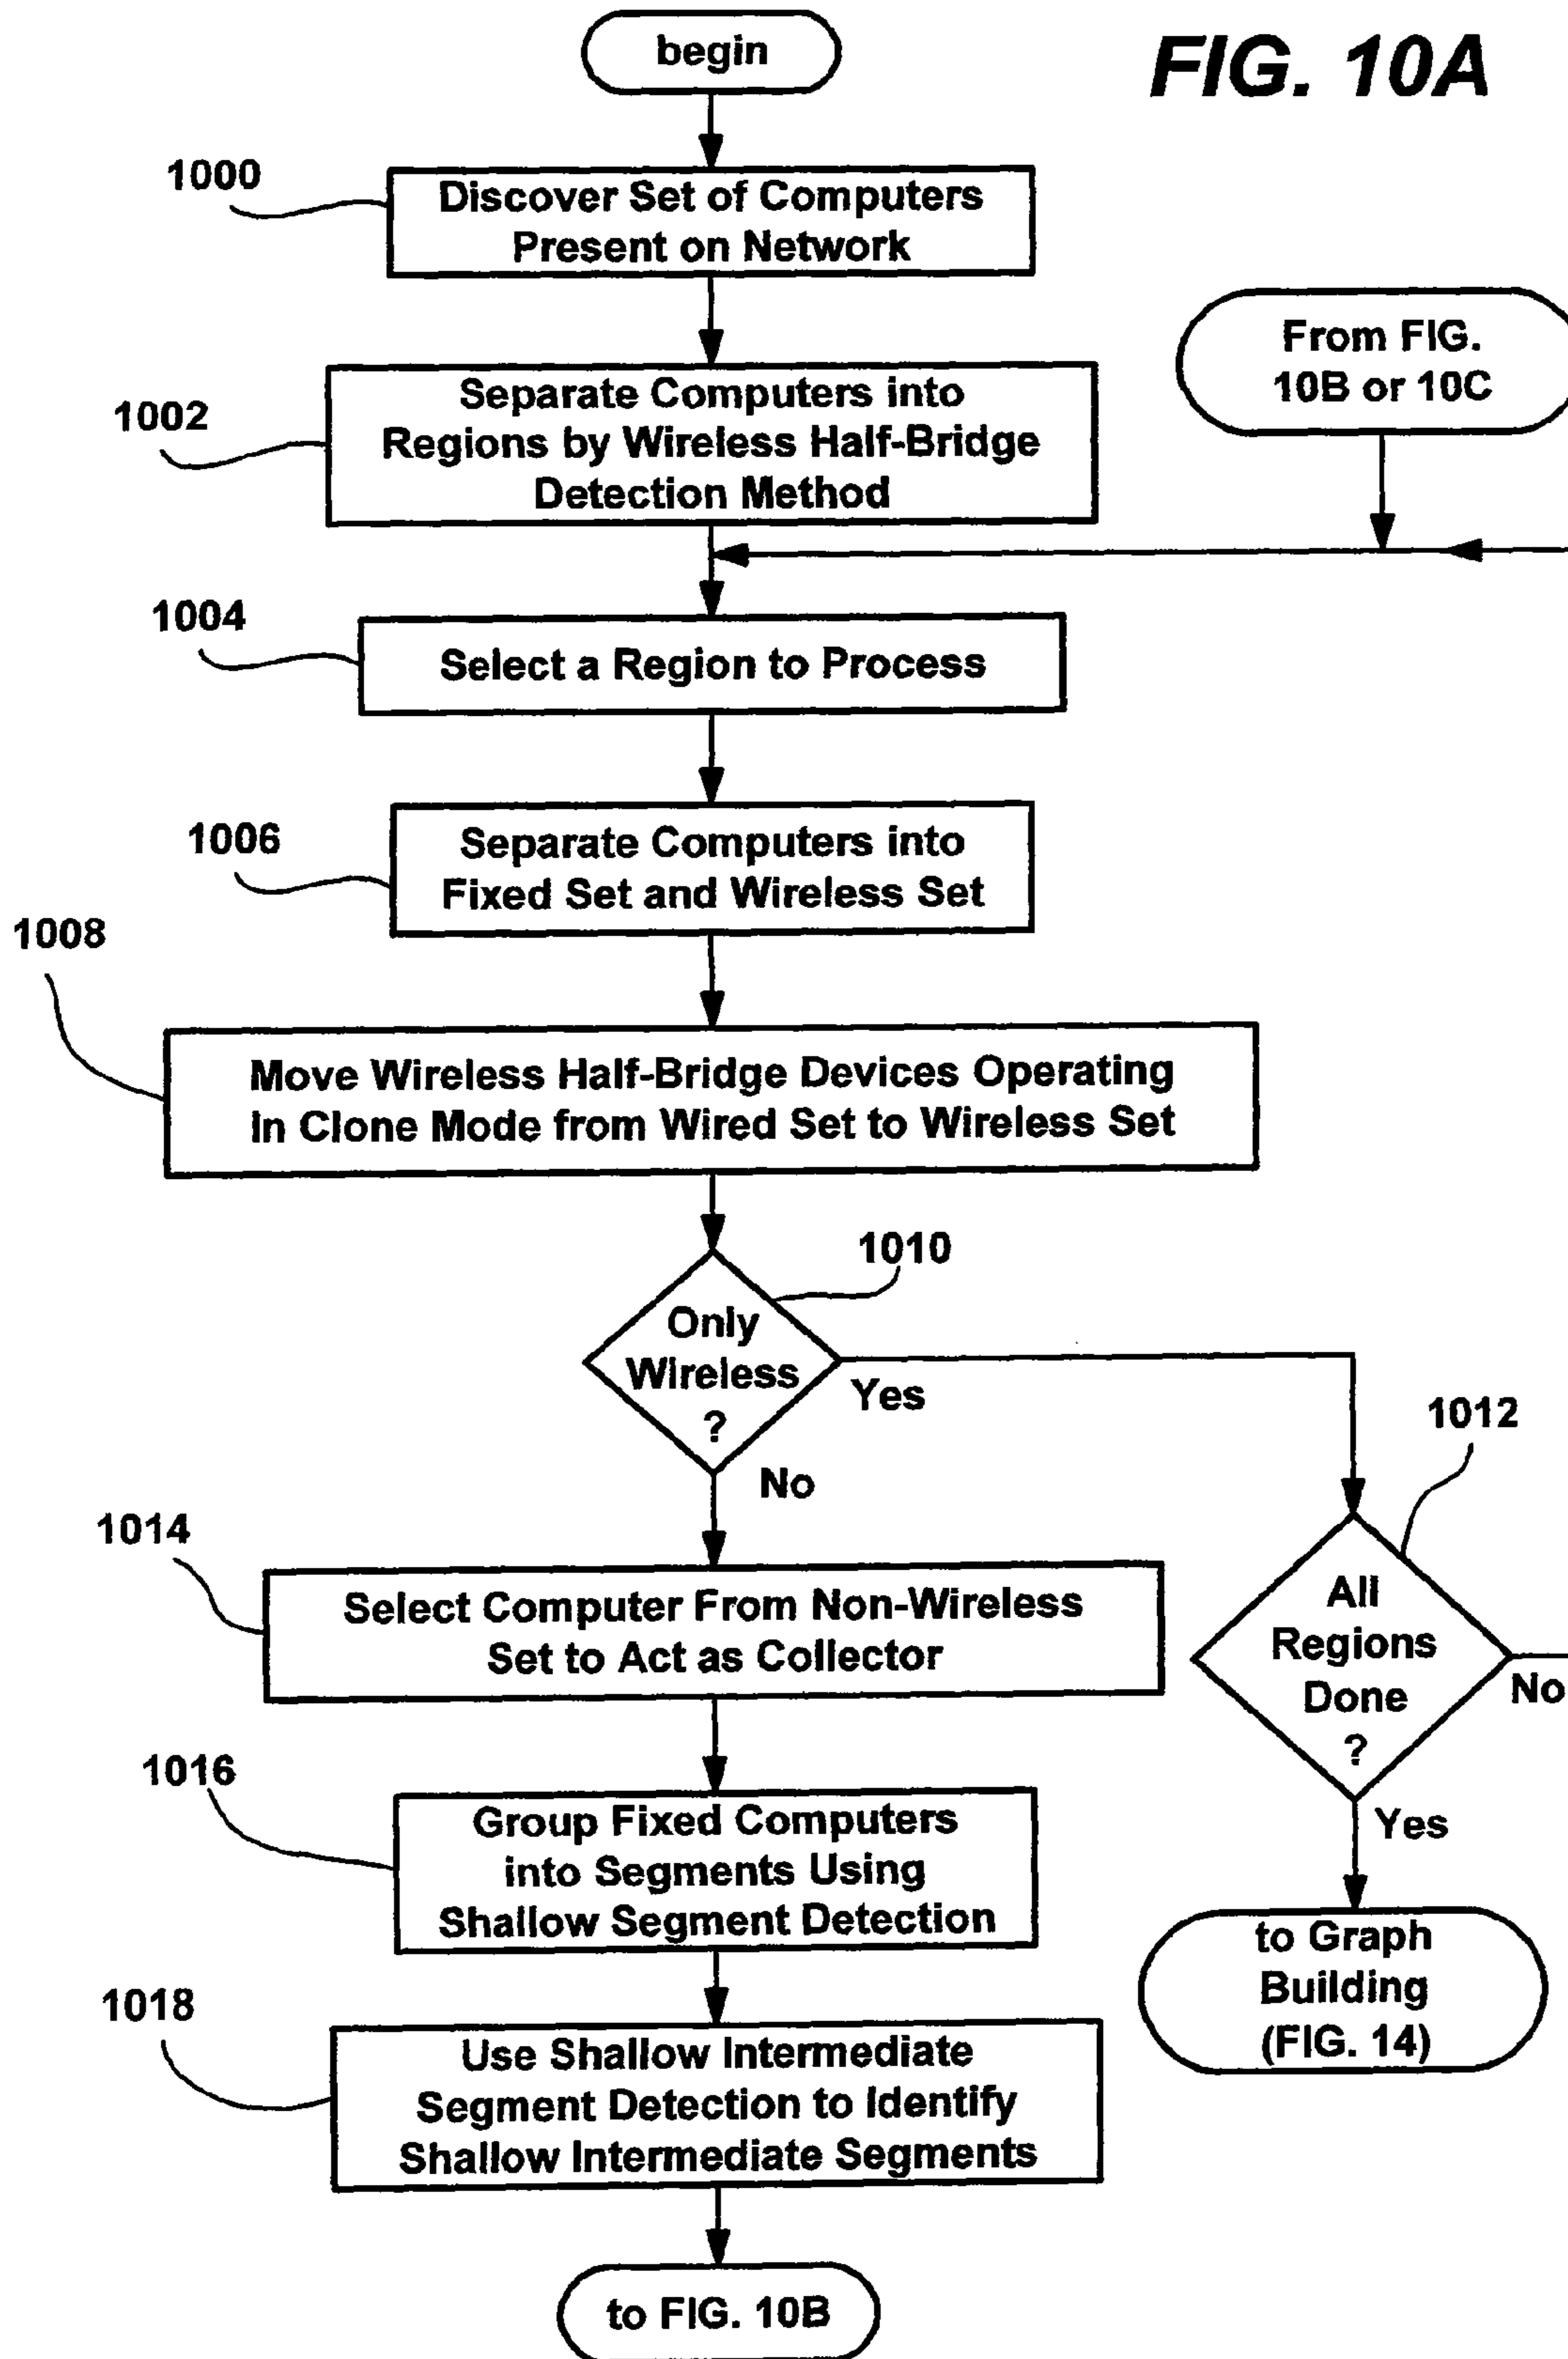 FIG. 10A
begin
1000
Discover Set of Computers
Present on Network
From FIG.
10B or 10C
1002
Separate Computers into
Regions by Wireless Half-Bridge
Detection Method
1004
Select a Region to Process
1006
Separate Computers into
Fixed Set and Wireless Set
1008
Move Wireless Half-Bridge Devices Operating
In Clone Mode from Wired Set to Wireless Set
1010
Only
Wireless
?
Yes
No
1012
All
Regions
Done
?
No
Yes
1014
Select Computer From Non-Wireless
Set to Act as Collector
1016
Group Fixed Computers
into Segments Using
Shallow Segment Detection
to Graph
Building
(FIG. 14)
1018
Use Shallow Intermediate
Segment Detection to Identify
Shallow Intermediate Segments
to FIG. 10B